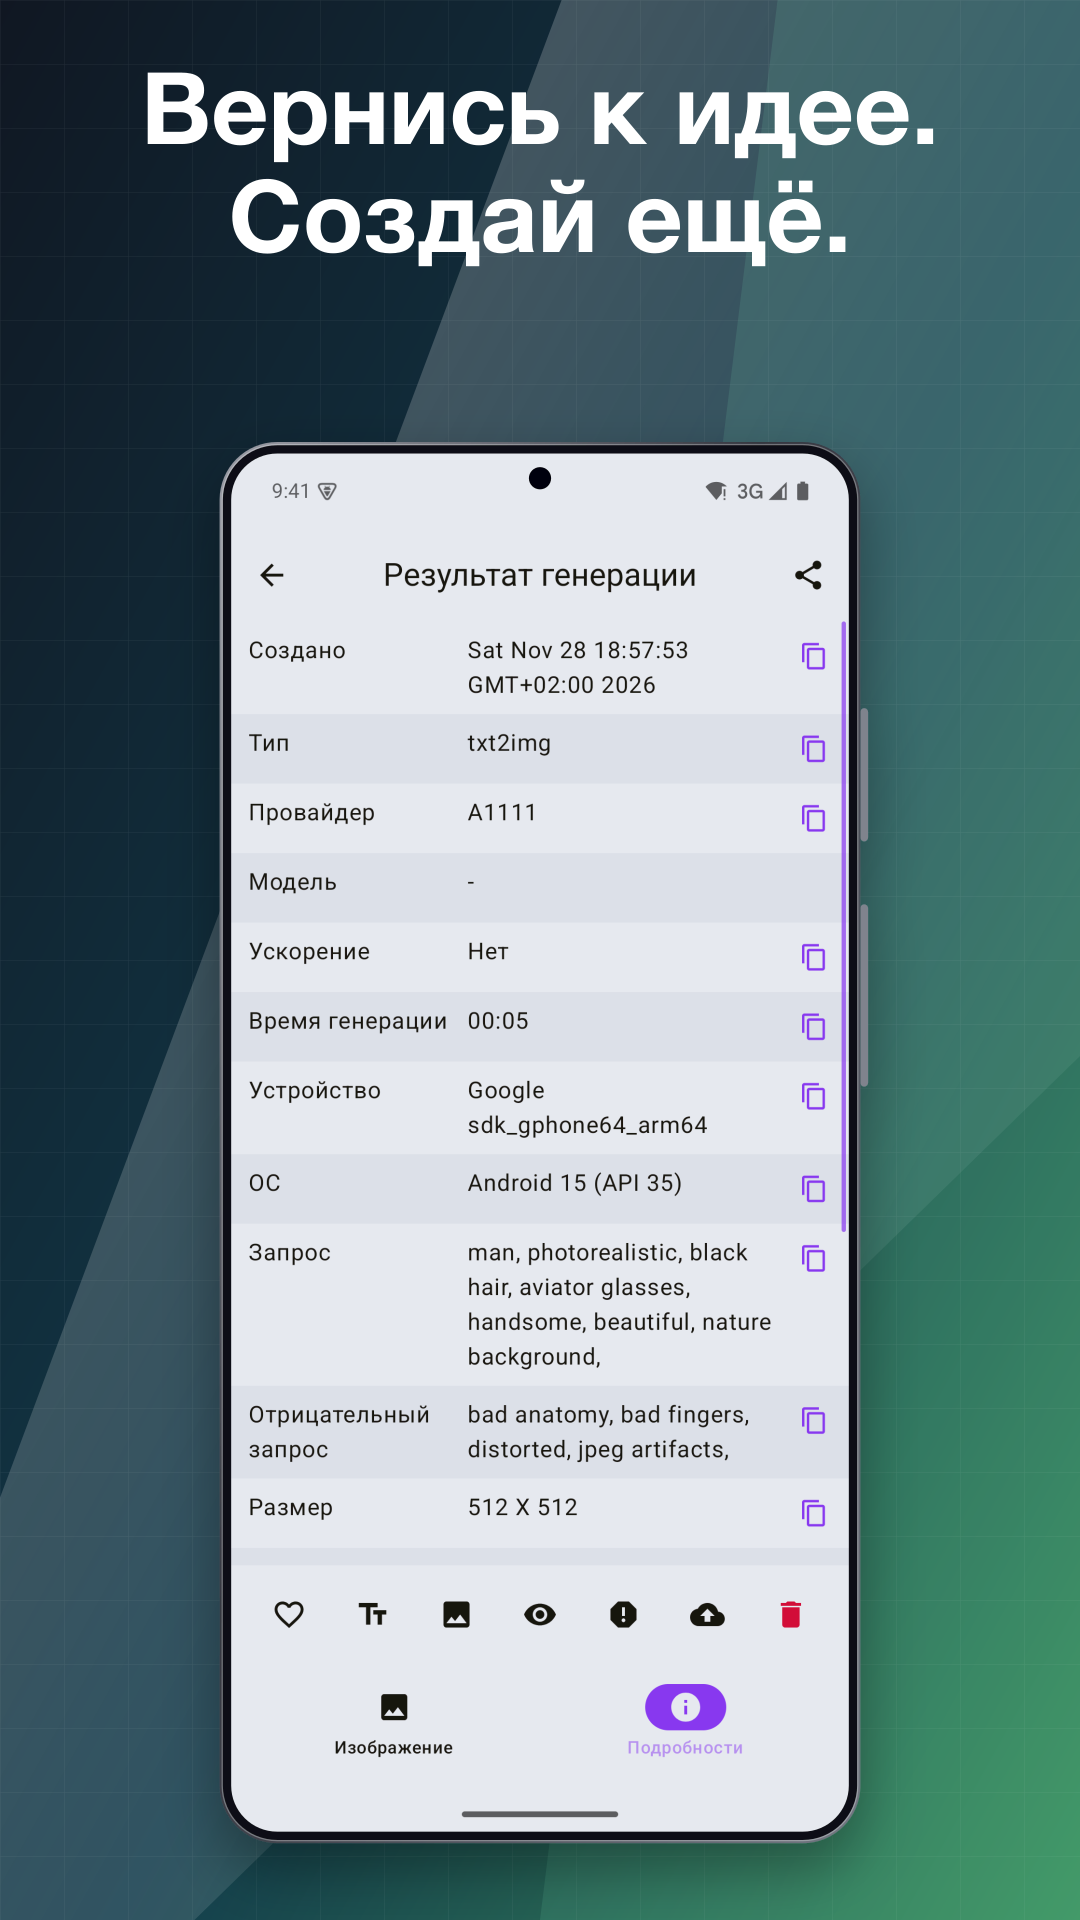 Вернись к идее.
Создай ещё.
9:41 3G
Результат генерации
Создано Sat Nov 28 18:57:53
GMT+02:00 2026
Тип txt2img
Провайдер A1111
Модель -
Ускорение Нет
Время генерации 00:05
Устройство Google
sdk_gphone64_arm64
ОС Android 15 (API 35)
Запрос man, photorealistic, black
hair, aviator glasses,
handsome, beautiful, nature
background,
Отрицательный bad anatomy, bad fingers,
запрос distorted, jpeg artifacts,
Размер 512 X 512
Изображение Подробности